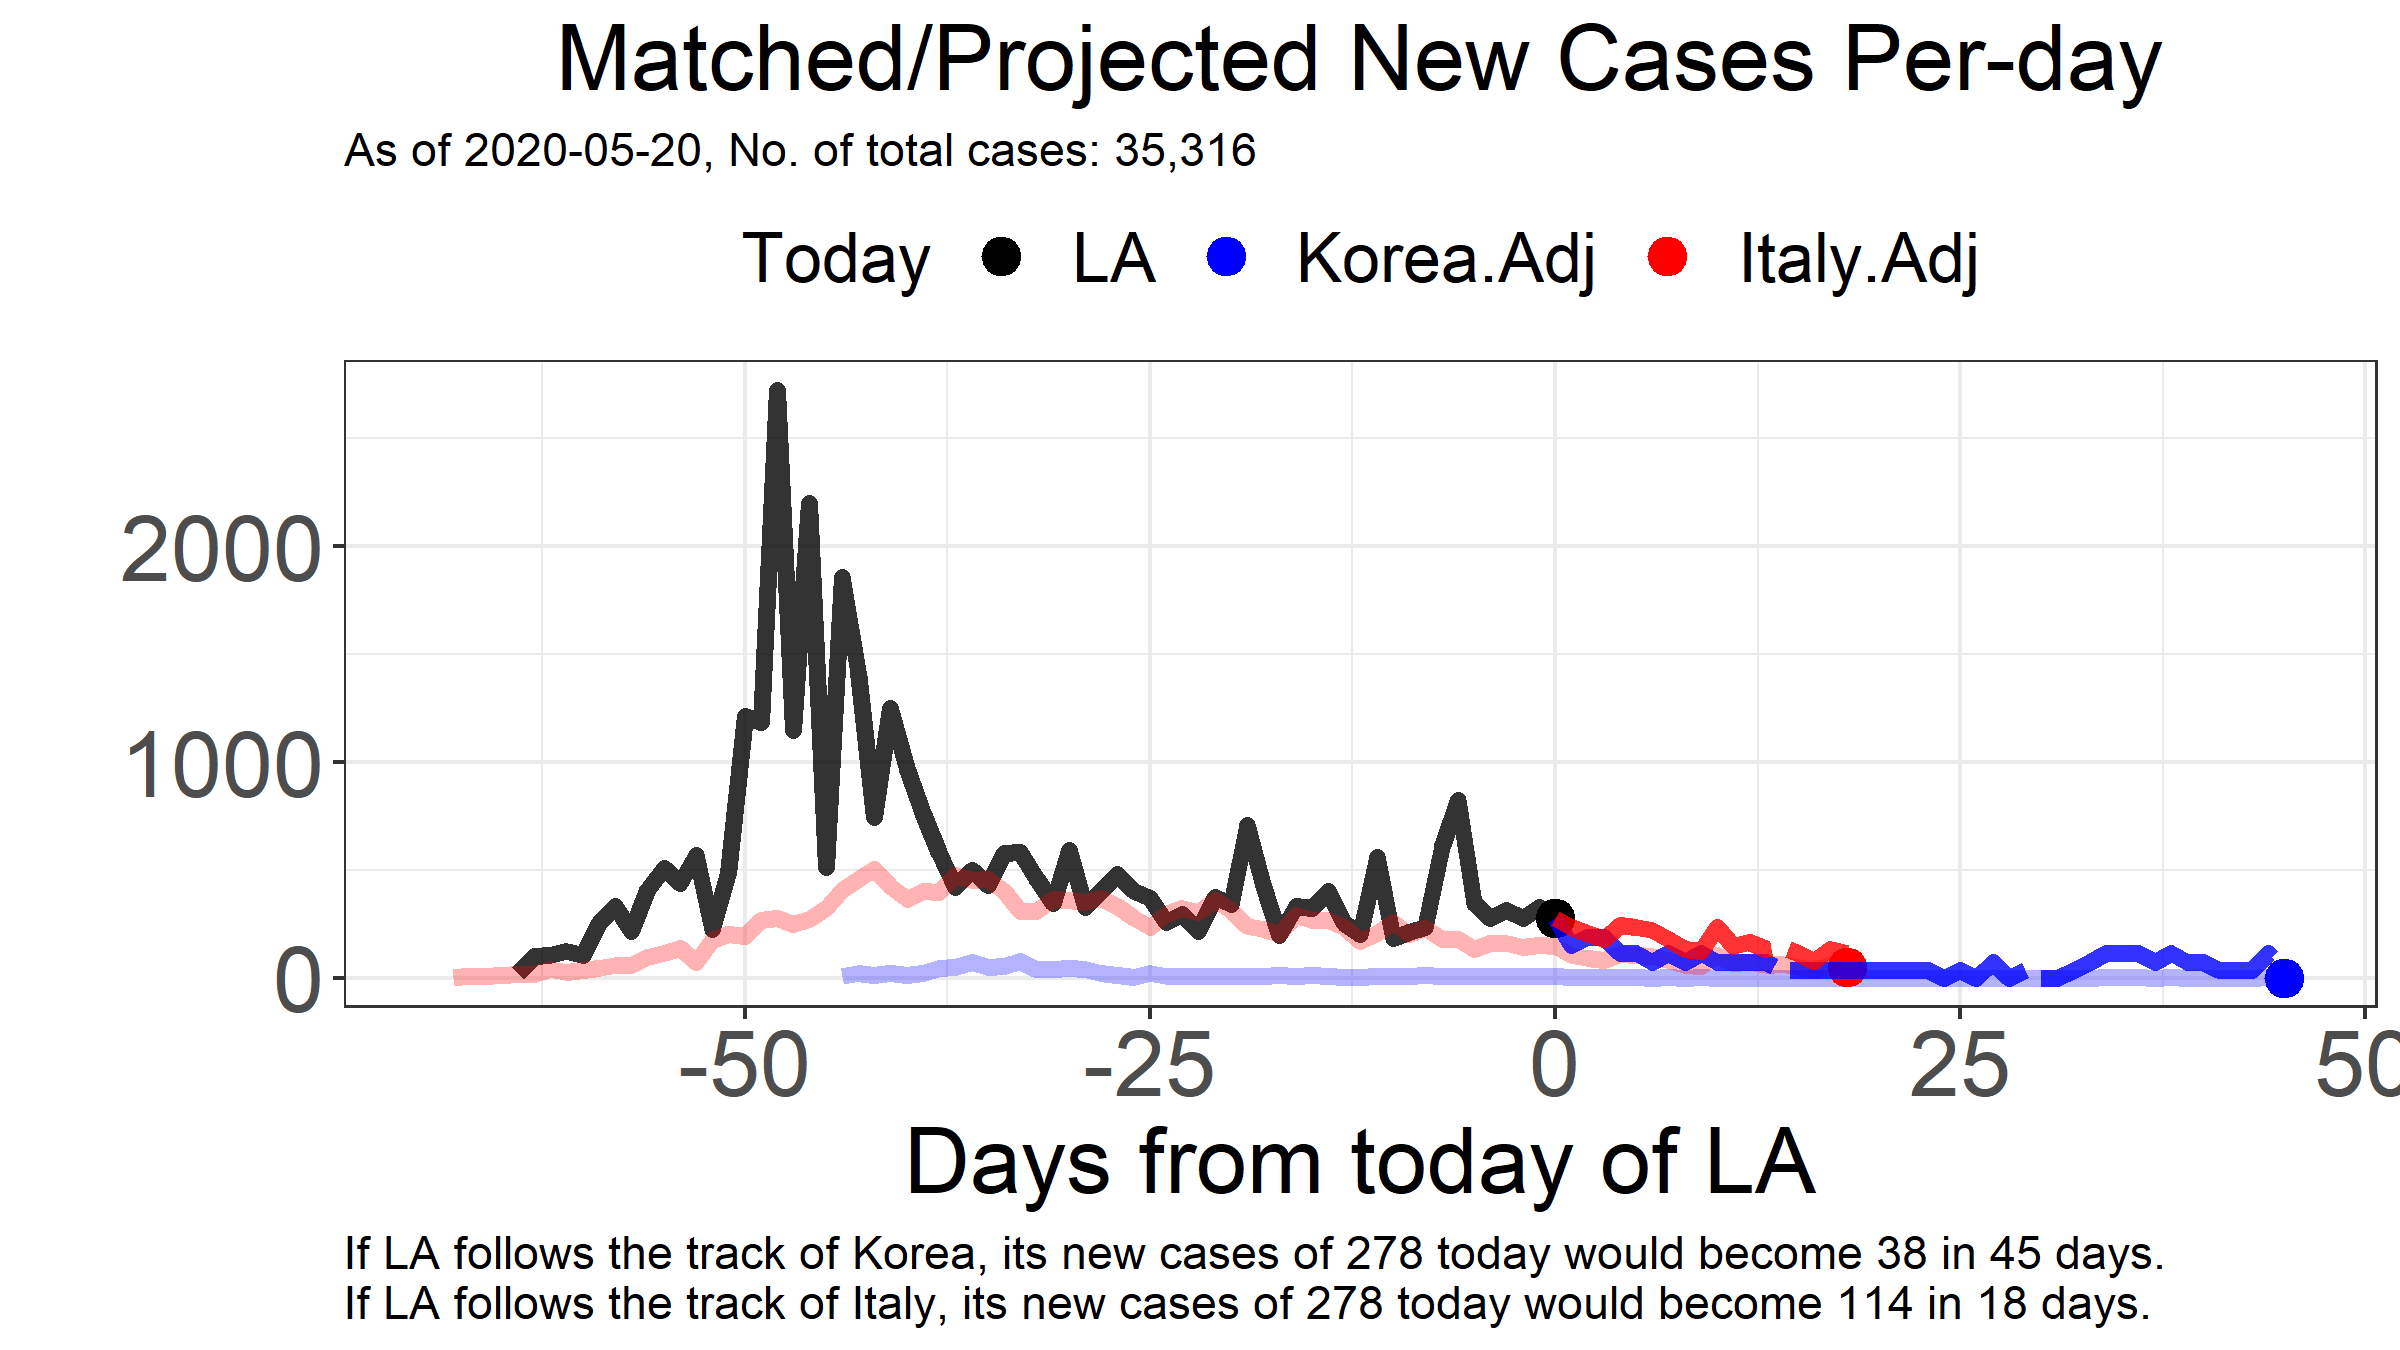 Matched/Projected New Cases Per-day
As of 2020-05-20, No. of total cases: 35,316
Today LA Korea.Adj Italy.Adj
2000
1000
0
-50 -25 0 25 50
Days from today of LA
If LA follows the track of Korea, its new cases of 278 today would become 38 in 45 days.
If LA follows the track of Italy, its new cases of 278 today would become 114 in 18 days.